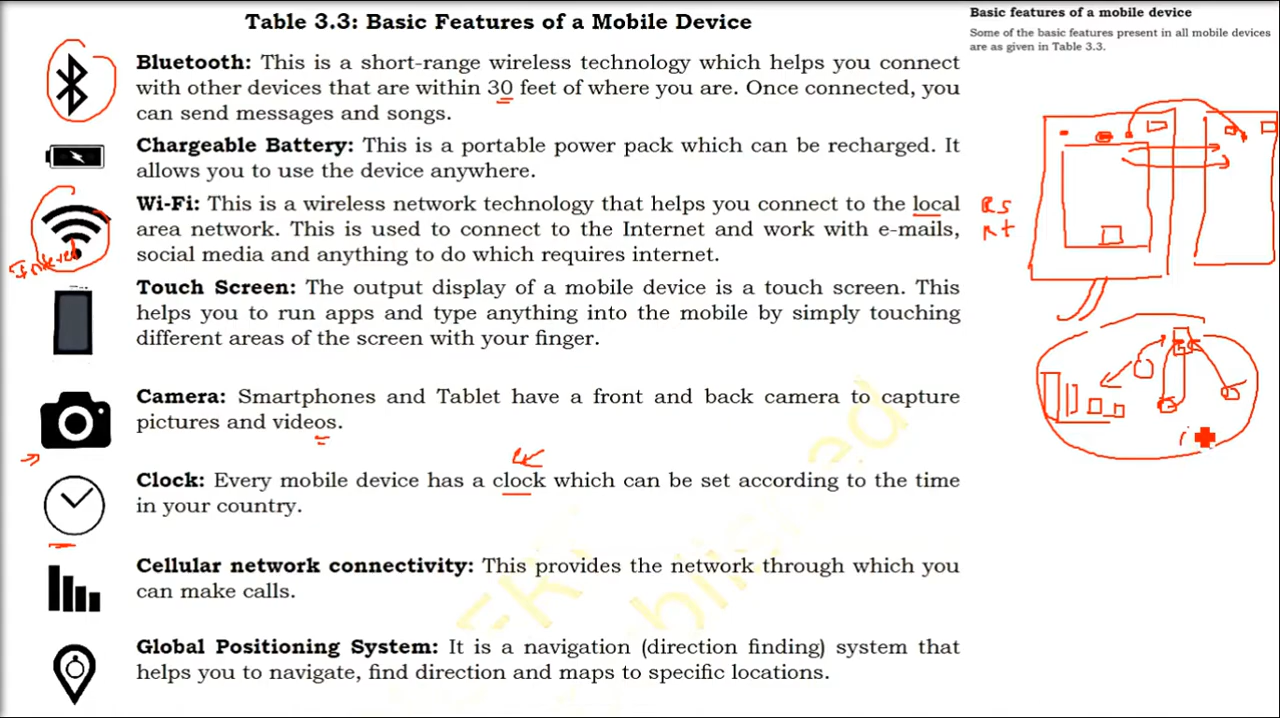 Table 3.3: Basic Features of a Mobile Device
Bluetooth: This is a short-range wireless technology which helps you connect
with other devices that are within 30 feet of where you are. Once connected, you
can send messages and songs.
Chargeable Battery: This is a portable power pack which can be recharged. It
allows you to use the device anywhere.
Wi-Fi: This is a wireless network technology that helps you connect to the local
area network. This is used to connect to the Internet and work with e-mails,
social media and anything to do which requires internet.
Touch Screen: The output display of a mobile device is a touch screen. This
helps you to run apps and type anything into the mobile by simply touching
different areas of the screen with your finger.
Camera: Smartphones and Tablet have a front and back camera to capture
pictures and videos.
Clock: Every mobile device has a clock which can be set according to the time
in your country.
Cellular network connectivity: This provides the network through which you
can make calls.
Global Positioning System: It is a navigation (direction finding) system that
helps you to navigate, find direction and maps to specific locations.
Basic features of a mobile device
Some of the basic features present in all mobile devices
are as given in Table 3.3.